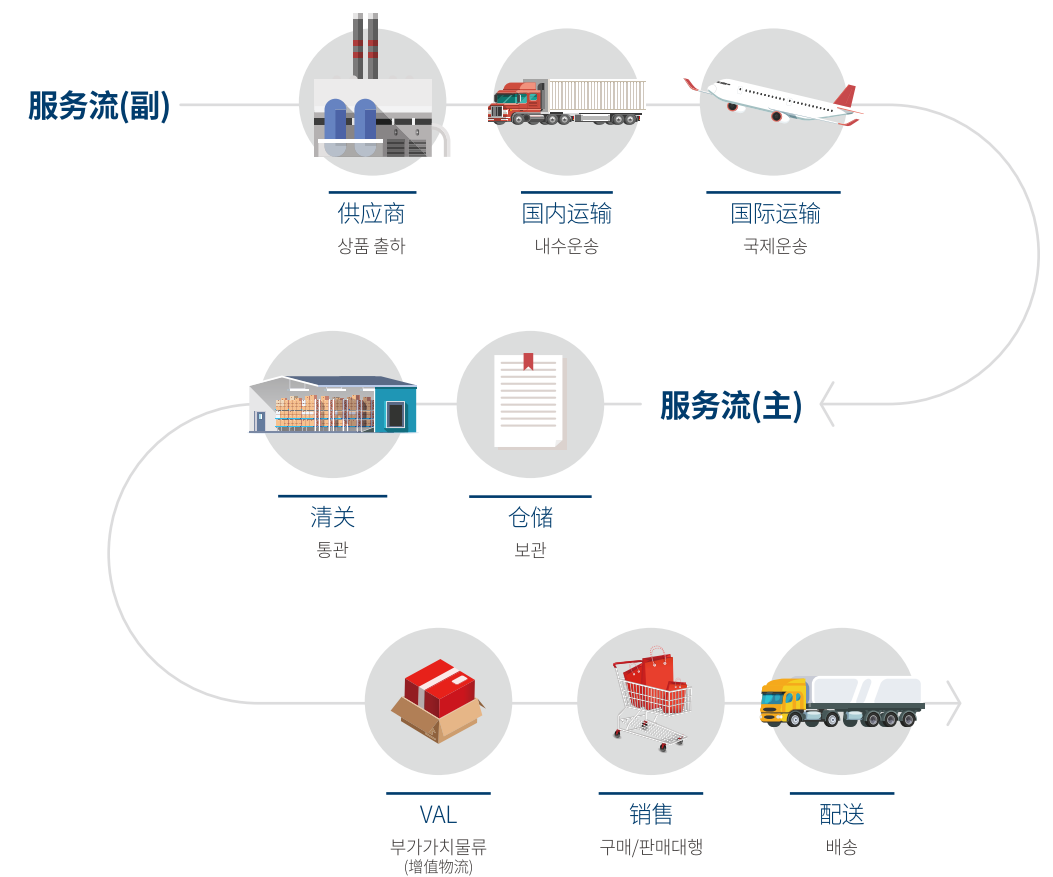 服务流(副)
供应商
상품 출하
国内运输
내수운송
国际运输
국제운송
服务流(主)
仓储
보관
清关
통관
VAL
부가가치물류
(增值物流)
销售
구매/판매대행
配送
배송